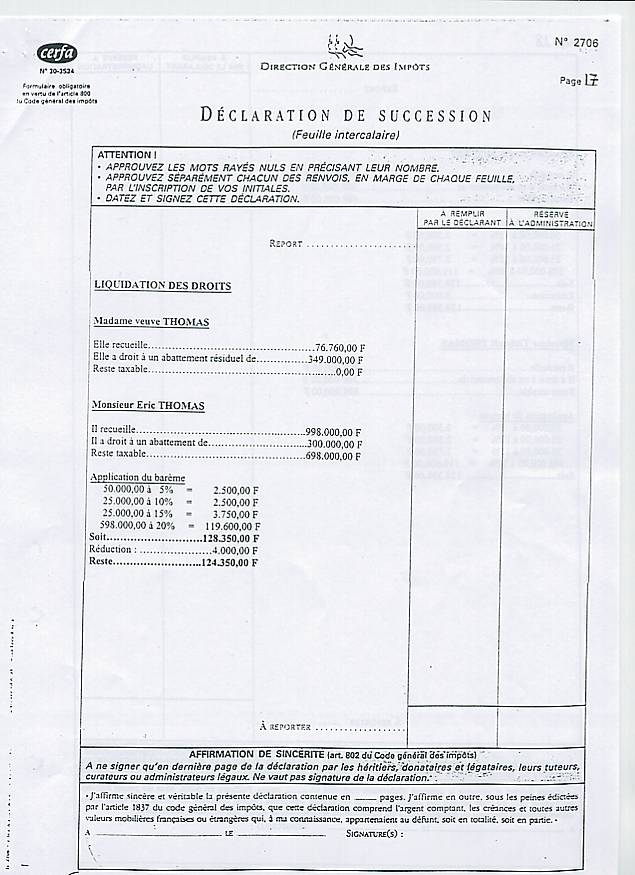 cerfa
N° 20-3534
Formulaire obligatoire
en vertu de l'article 800
du Code général des impôts
DIRECTION GÉNÉRALE DES IMPÔTS
N° 2706
Page 17
DÉCLARATION DE SUCCESSION
(Feuille intercalaire)
ATTENTION !
• APPROUVEZ LES MOTS RAYÉS NULS EN PRÉCISANT LEUR NOMBRE.
• APPROUVEZ SÉPARÉMENT CHACUN DES RENVOIS, EN MARGE DE CHAQUE FEUILLE,
PAR L'INSCRIPTION DE VOS INITIALES.
• DATEZ ET SIGNEZ CETTE DÉCLARATION.
À REMPLIR
PAR LE DÉCLARANT
RÉSERVÉ
À L'ADMINISTRATION
REPORT ......................
LIQUIDATION DES DROITS
Madame veuve THOMAS
Elle recueille..........................................76.760,00 F
Elle a droit à un abattement résiduel de.............349.000,00 F
Reste taxable..............................................0,00 F
Monsieur Eric THOMAS
Il recueille...........................................998.000,00 F
Il a droit à un abattement de.........................300.000,00 F
Reste taxable..........................................698.000,00 F
Application du barème
50.000,00 à 5% = 2.500,00 F
25.000,00 à 10% = 2.500,00 F
25.000,00 à 15% = 3.750,00 F
598.000,00 à 20% = 119.600,00 F
Soit........................128.350,00 F
Réduction : ..................4.000,00 F
Reste.......................124.350,00 F
À REPORTER ...................
AFFIRMATION DE SINCÉRITÉ (art. 802 du Code général des impôts)
A ne signer qu'en dernière page de la déclaration par les héritiers, donataires et légataires, leurs tuteurs,
curateurs ou administrateurs légaux. Ne vaut pas signature de la déclaration.
• J'affirme sincère et véritable la présente déclaration contenue en _____ pages. J'affirme en outre, sous les peines édictées
par l'article 1837 du code général des impôts, que cette déclaration comprend l'argent comptant, les créances et toutes autres
valeurs mobilières françaises ou étrangères qui, à ma connaissance, appartenaient au défunt, soit en totalité, soit en partie. •
A ______________________ LE ______________________ SIGNATURE(S) :